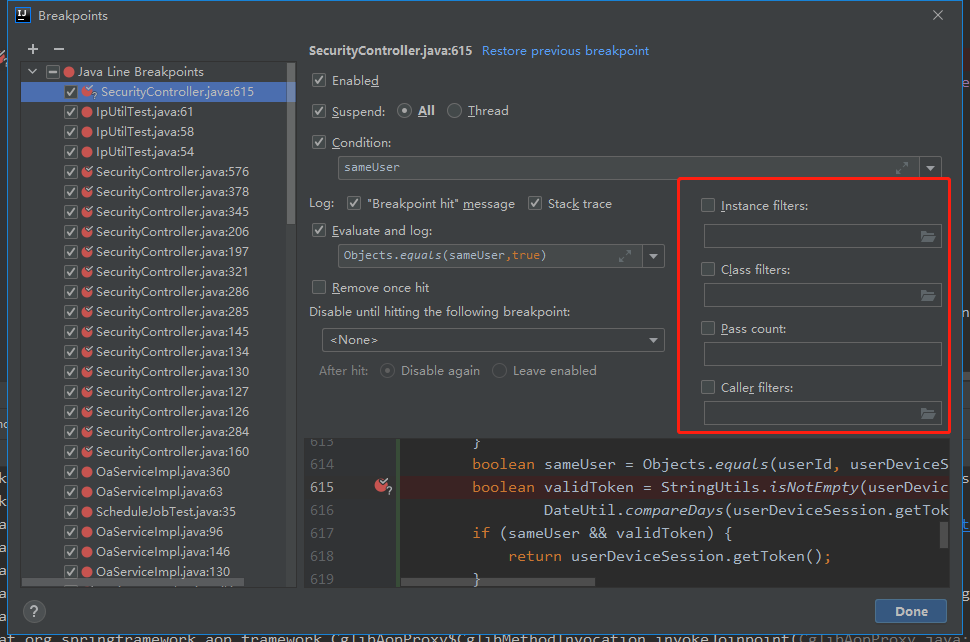 Breakpoints
Java Line Breakpoints
SecurityController.java:615
IpUtilTest.java:61
IpUtilTest.java:58
IpUtilTest.java:54
SecurityController.java:576
SecurityController.java:378
SecurityController.java:345
SecurityController.java:206
SecurityController.java:197
SecurityController.java:321
SecurityController.java:286
SecurityController.java:285
SecurityController.java:145
SecurityController.java:134
SecurityController.java:130
SecurityController.java:127
SecurityController.java:126
SecurityController.java:284
SecurityController.java:160
OaServiceImpl.java:360
OaServiceImpl.java:63
ScheduleJobTest.java:35
OaServiceImpl.java:96
OaServiceImpl.java:146
OaServiceImpl.java:130
SecurityController.java:615 Restore previous breakpoint
Enabled
Suspend: All Thread
Condition:
sameUser
Log: "Breakpoint hit" message Stack trace
Evaluate and log:
Objects.equals(sameUser,true)
Remove once hit
Disable until hitting the following breakpoint:
<None>
After hit: Disable again Leave enabled
Instance filters:
Class filters:
Pass count:
Caller filters:
613 }
614 boolean sameUser = Objects.equals(userId, userDeviceS
615 boolean validToken = StringUtils.isNotEmpty(userDevic
616 DateUtil.compareDays(userDeviceSession.getTok
617 if (sameUser && validToken) {
618 return userDeviceSession.getToken();
619 }
? Done
at org.springframework.aop.framework.CglibAopProxy$CglibMethodInvocation.invokeJoinpoint(CglibAopProxy.java